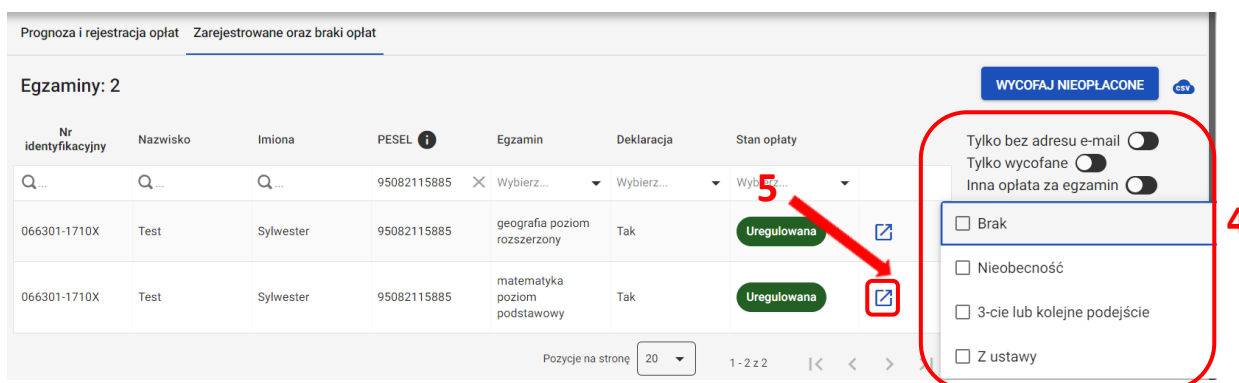 Prognoza i rejestracja opłat Zarejestrowane oraz braki opłat
Egzaminy: 2
WYCOFAJ NIEOPŁACONE
CSV
Nr identyfikacyjny Nazwisko Imiona PESEL i Egzamin Deklaracja Stan opłaty
Tylko bez adresu e-mail
Tylko wycofane
Inna opłata za egzamin
... ... ... 95082115885 Wybierz... Wybierz... Wybierz...
5
4
Brak
Nieobecność
3-cie lub kolejne podejście
Z ustawy
066301-1710X Test Sylwester 95082115885 geografia poziom rozszerzony Tak Uregulowana
066301-1710X Test Sylwester 95082115885 matematyka poziom podstawowy Tak Uregulowana
Pozycje na stronę 20 1 - 2 z 2